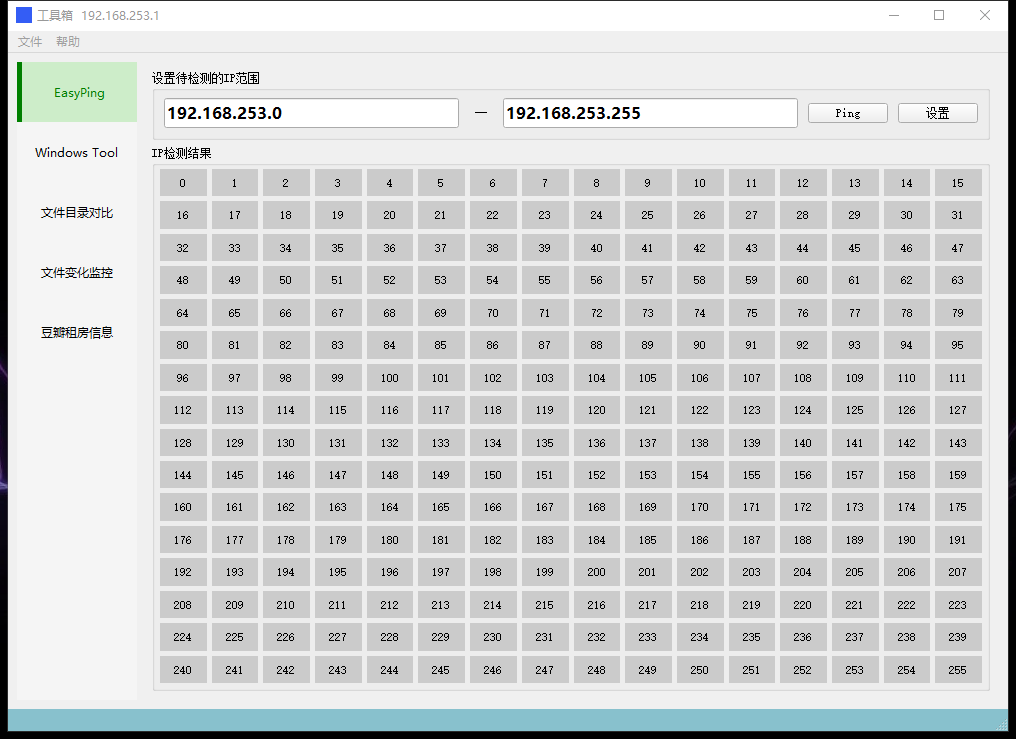 工具箱 192.168.253.1
文件 帮助
EasyPing
Windows Tool
文件目录对比
文件变化监控
豆瓣租房信息
设置待检测的IP范围
192.168.253.0 — 192.168.253.255 Ping 设置
IP检测结果
0 1 2 3 4 5 6 7 8 9 10 11 12 13 14 15
16 17 18 19 20 21 22 23 24 25 26 27 28 29 30 31
32 33 34 35 36 37 38 39 40 41 42 43 44 45 46 47
48 49 50 51 52 53 54 55 56 57 58 59 60 61 62 63
64 65 66 67 68 69 70 71 72 73 74 75 76 77 78 79
80 81 82 83 84 85 86 87 88 89 90 91 92 93 94 95
96 97 98 99 100 101 102 103 104 105 106 107 108 109 110 111
112 113 114 115 116 117 118 119 120 121 122 123 124 125 126 127
128 129 130 131 132 133 134 135 136 137 138 139 140 141 142 143
144 145 146 147 148 149 150 151 152 153 154 155 156 157 158 159
160 161 162 163 164 165 166 167 168 169 170 171 172 173 174 175
176 177 178 179 180 181 182 183 184 185 186 187 188 189 190 191
192 193 194 195 196 197 198 199 200 201 202 203 204 205 206 207
208 209 210 211 212 213 214 215 216 217 218 219 220 221 222 223
224 225 226 227 228 229 230 231 232 233 234 235 236 237 238 239
240 241 242 243 244 245 246 247 248 249 250 251 252 253 254 255